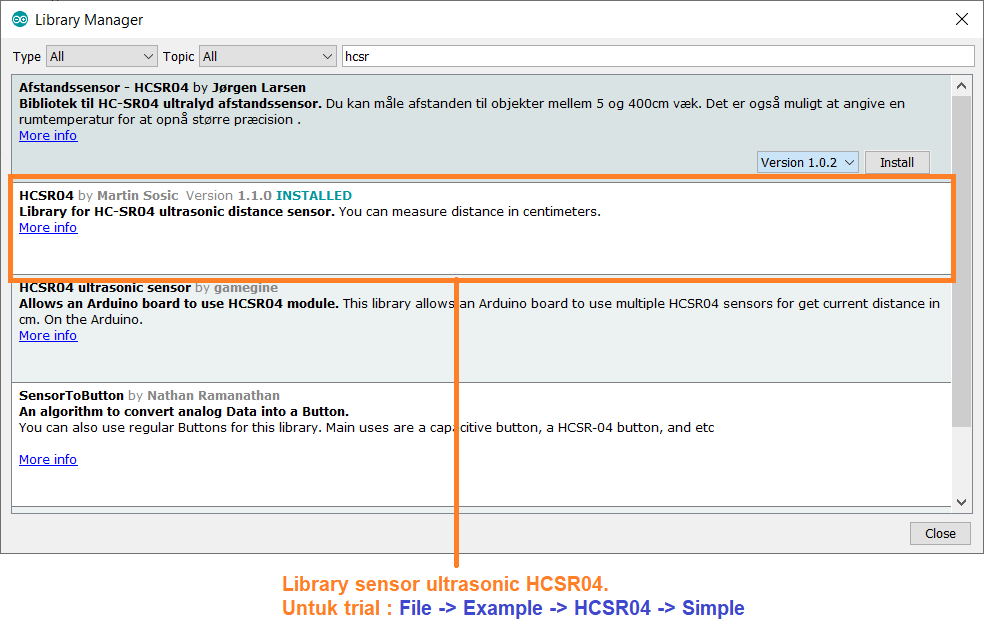 Library Manager
Type All Topic All hcsr
Afstandssensor - HCSR04 by Jørgen Larsen
Bibliotek til HC-SR04 ultralyd afstandssensor. Du kan måle afstanden til objekter mellem 5 og 400cm væk. Det er også muligt at angive en
rumtemperatur for at opnå større præcision .
More info
Version 1.0.2 Install
HCSR04 by Martin Sosic Version 1.1.0 INSTALLED
Library for HC-SR04 ultrasonic distance sensor. You can measure distance in centimeters.
More info
HCSR04 ultrasonic sensor by gamegine
Allows an Arduino board to use HCSR04 module. This library allows an Arduino board to use multiple HCSR04 sensors for get current distance in
cm. On the Arduino.
More info
SensorToButton by Nathan Ramanathan
An algorithm to convert analog Data into a Button.
You can also use regular Buttons for this library. Main uses are a capacitive button, a HCSR-04 button, and etc
More info
Close
Library sensor ultrasonic HCSR04.
Untuk trial : File -> Example -> HCSR04 -> Simple